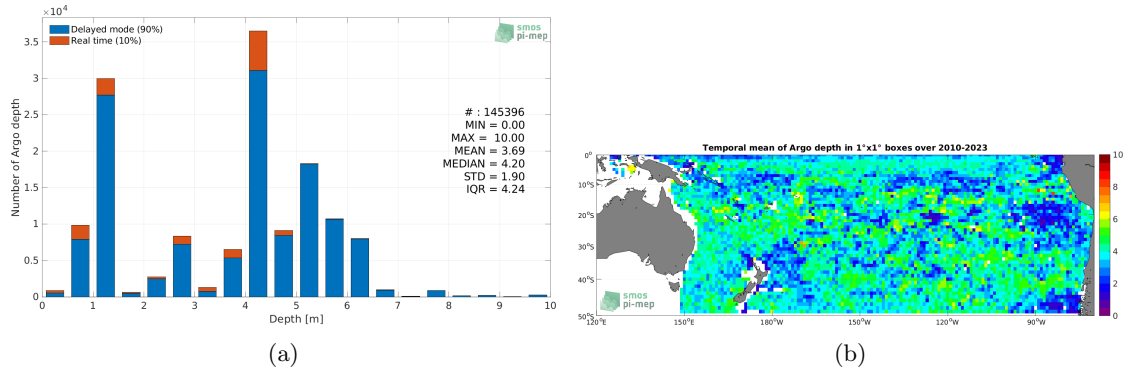 ×10⁴
Delayed mode (90%)
Real time (10%)
smos
pi-mep
3.5
3
2.5
2
1.5
1
0.5
0
Number of Argo depth
# : 145396
MIN = 0.00
MAX = 10.00
MEAN = 3.69
MEDIAN = 4.20
STD = 1.90
IQR = 4.24
0 1 2 3 4 5 6 7 8 9 10
Depth [m]
(a)
Temporal mean of Argo depth in 1°x1° boxes over 2010-2023
0°
10°S
20°S
30°S
40°S
50°S
smos
pi-mep
120°E 150°E 180°W 150°W 120°W 90°W
10
8
6
4
2
0
(b)